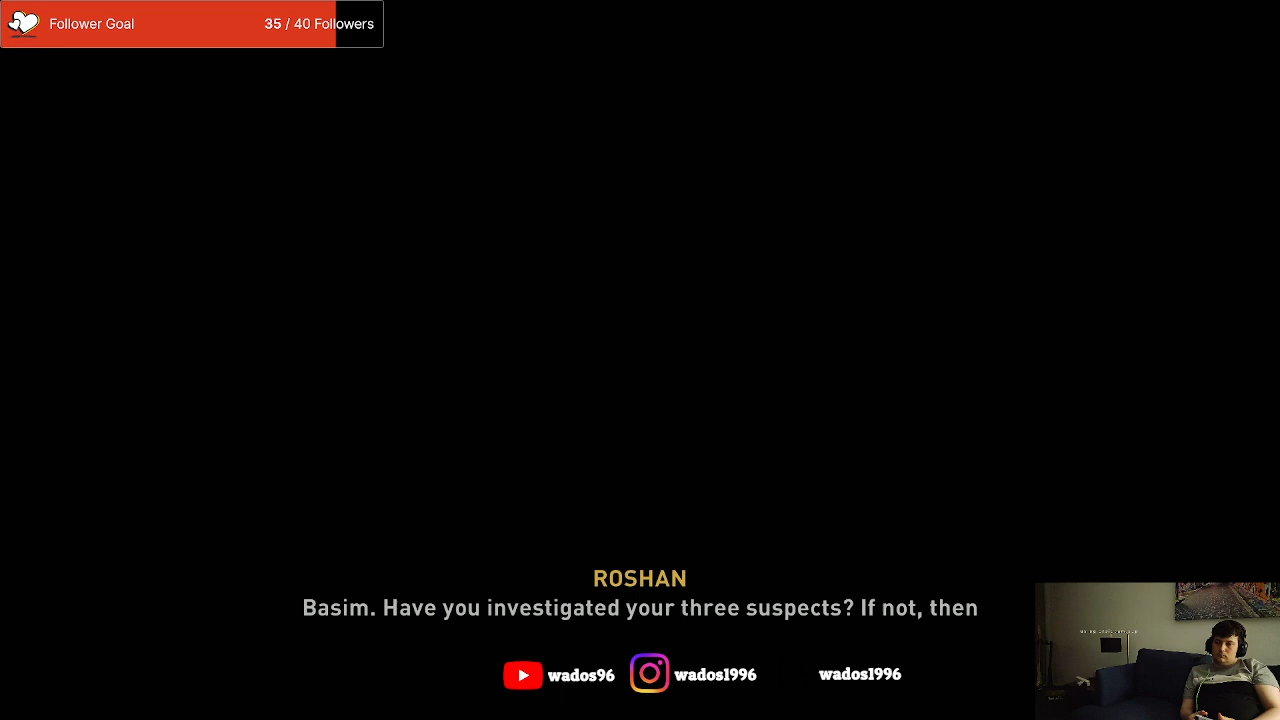 Follower Goal
35 / 40 Followers
ROSHAN
Basim. Have you investigated your three suspects? If not, then
wados96
wados1996
wados1996